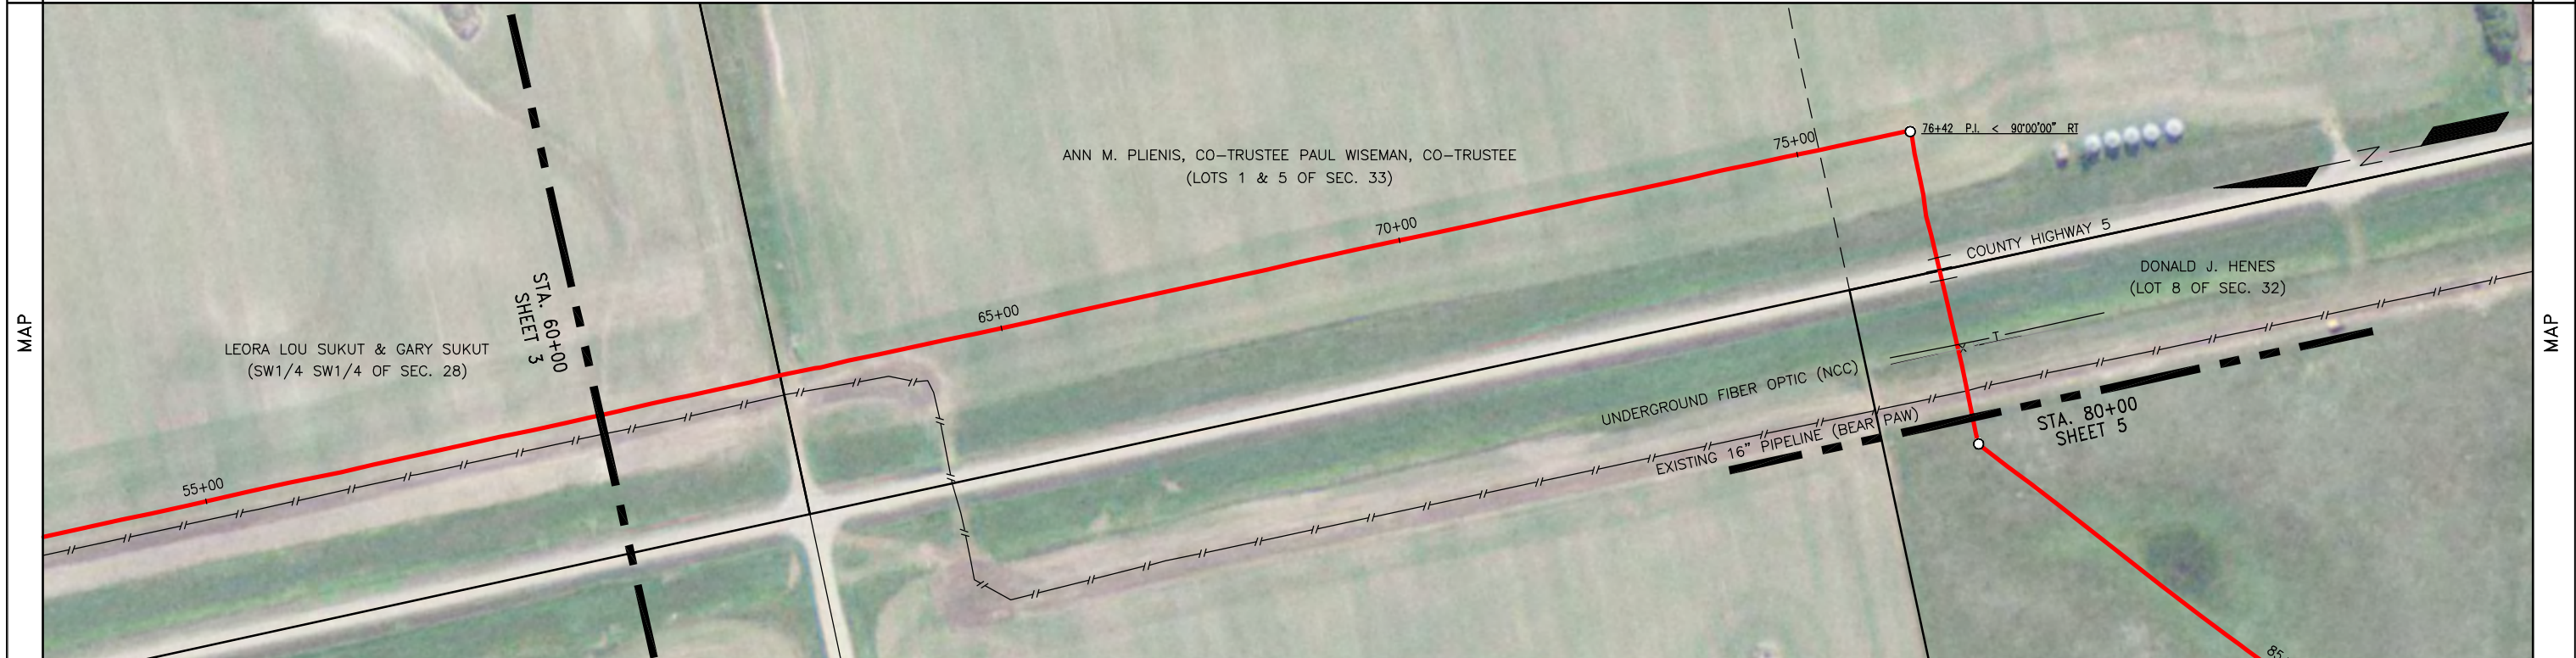 MAP
MAP
STA. 60+00
SHEET 3
LEORA LOU SUKUT & GARY SUKUT
(SW1/4 SW1/4 OF SEC. 28)
55+00
65+00
70+00
75+00
ANN M. PLIENIS, CO-TRUSTEE PAUL WISEMAN, CO-TRUSTEE
(LOTS 1 & 5 OF SEC. 33)
76+42 P.I. < 90°00'00" RT
Z
COUNTY HIGHWAY 5
DONALD J. HENES
(LOT 8 OF SEC. 32)
X
T
UNDERGROUND FIBER OPTIC (NCC)
EXISTING 16" PIPELINE (BEAR PAW)
STA. 80+00
SHEET 5